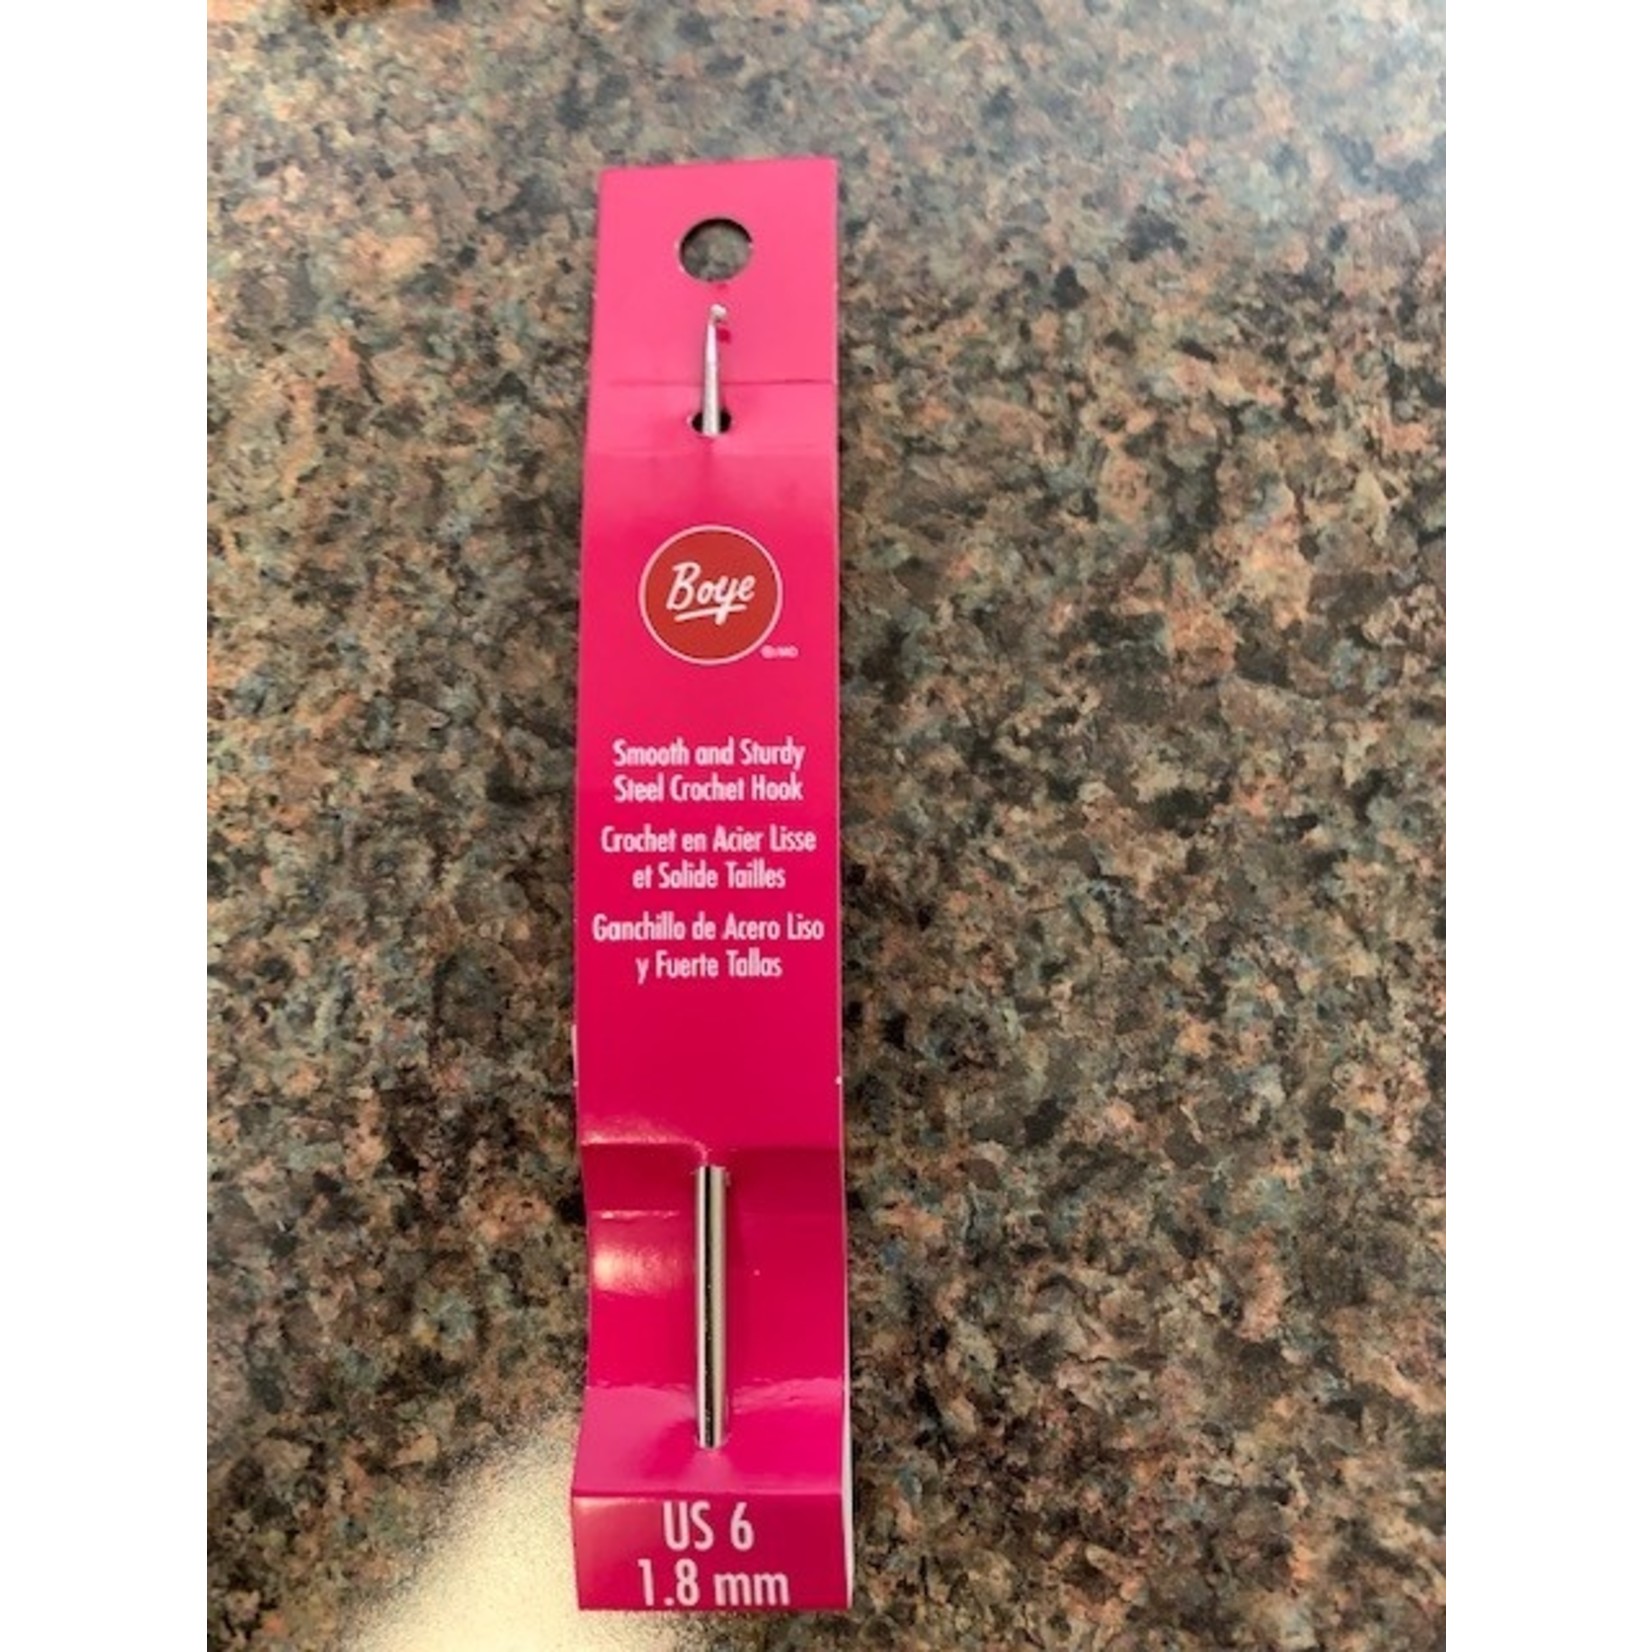 Boye
Smooth and Sturdy
Steel Crochet Hook
Crochet en Acier Lisse
et Solide Tailles
Ganchillo de Acero Liso
y Fuerte Tallas
US 6
1.8 mm